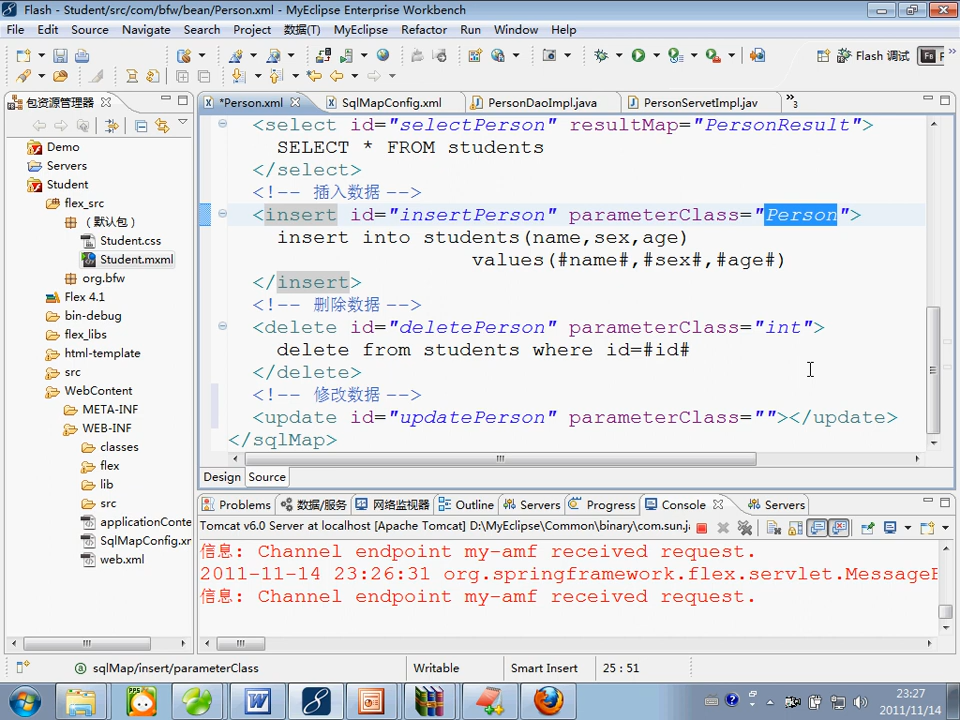 Flash - Student/src/com/bfw/bean/Person.xml - MyEclipse Enterprise Workbench
File Edit Source Navigate Search Project 数据(T) MyEclipse Refactor Run Window Help
Flash 调试
包资源管理器
*Person.xml SqlMapConfig.xml PersonDaoImpl.java PersonServetImpl.jav »3
Demo
Servers
Student
flex_src
(默认包)
Student.css
Student.mxml
org.bfw
Flex 4.1
bin-debug
flex_libs
html-template
src
WebContent
META-INF
WEB-INF
classes
flex
lib
src
applicationConte
SqlMapConfig.xr
web.xml
<select id="selectPerson" resultMap="PersonResult">
SELECT * FROM students
</select>
<!-- 插入数据 -->
<insert id="insertPerson" parameterClass="Person">
insert into students(name,sex,age)
values(#name#,#sex#,#age#)
</insert>
<!-- 删除数据 -->
<delete id="deletePerson" parameterClass="int">
delete from students where id=#id#
</delete>
<!-- 修改数据 -->
<update id="updatePerson" parameterClass=""></update>
</sqlMap>
Design Source
Problems 数据/服务 网络监视器 Outline Servers Progress Console Servers
Tomcat v6.0 Server at localhost [Apache Tomcat] D:\MyEclipse\Common\binary\com.sun.ja
信息: Channel endpoint my-amf received request.
2011-11-14 23:26:31 org.springframework.flex.servlet.MessageB
信息: Channel endpoint my-amf received request.
sqlMap/insert/parameterClass Writable Smart Insert 25 : 51
23:27
2011/11/14